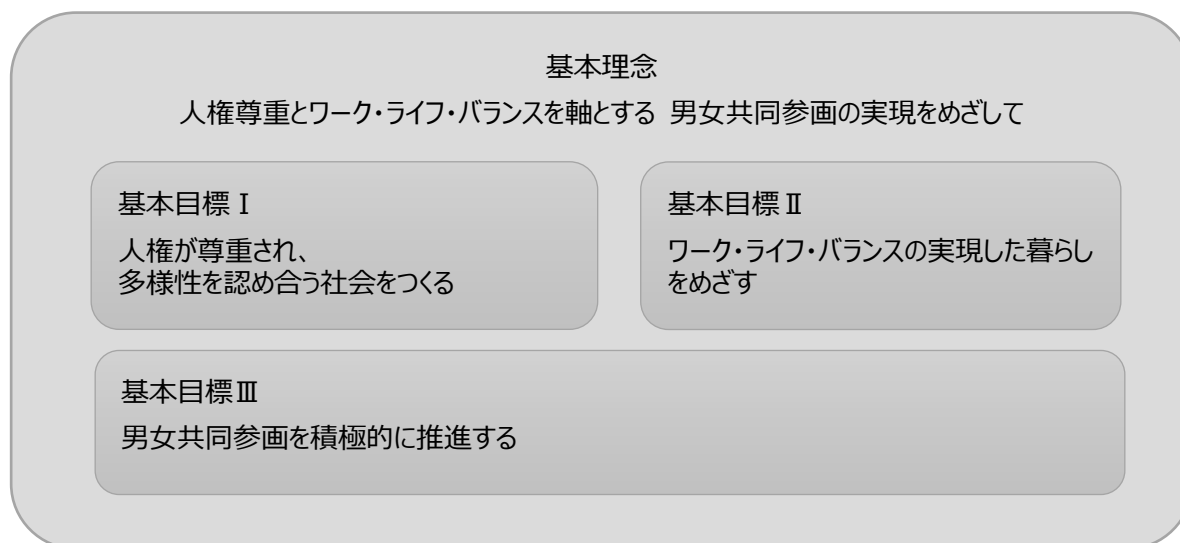 基本理念
人権尊重とワーク・ライフ・バランスを軸とする 男女共同参画の実現をめざして
基本目標Ⅰ
人権が尊重され、
多様性を認め合う社会をつくる
基本目標Ⅱ
ワーク・ライフ・バランスの実現した暮らし
をめざす
基本目標Ⅲ
男女共同参画を積極的に推進する